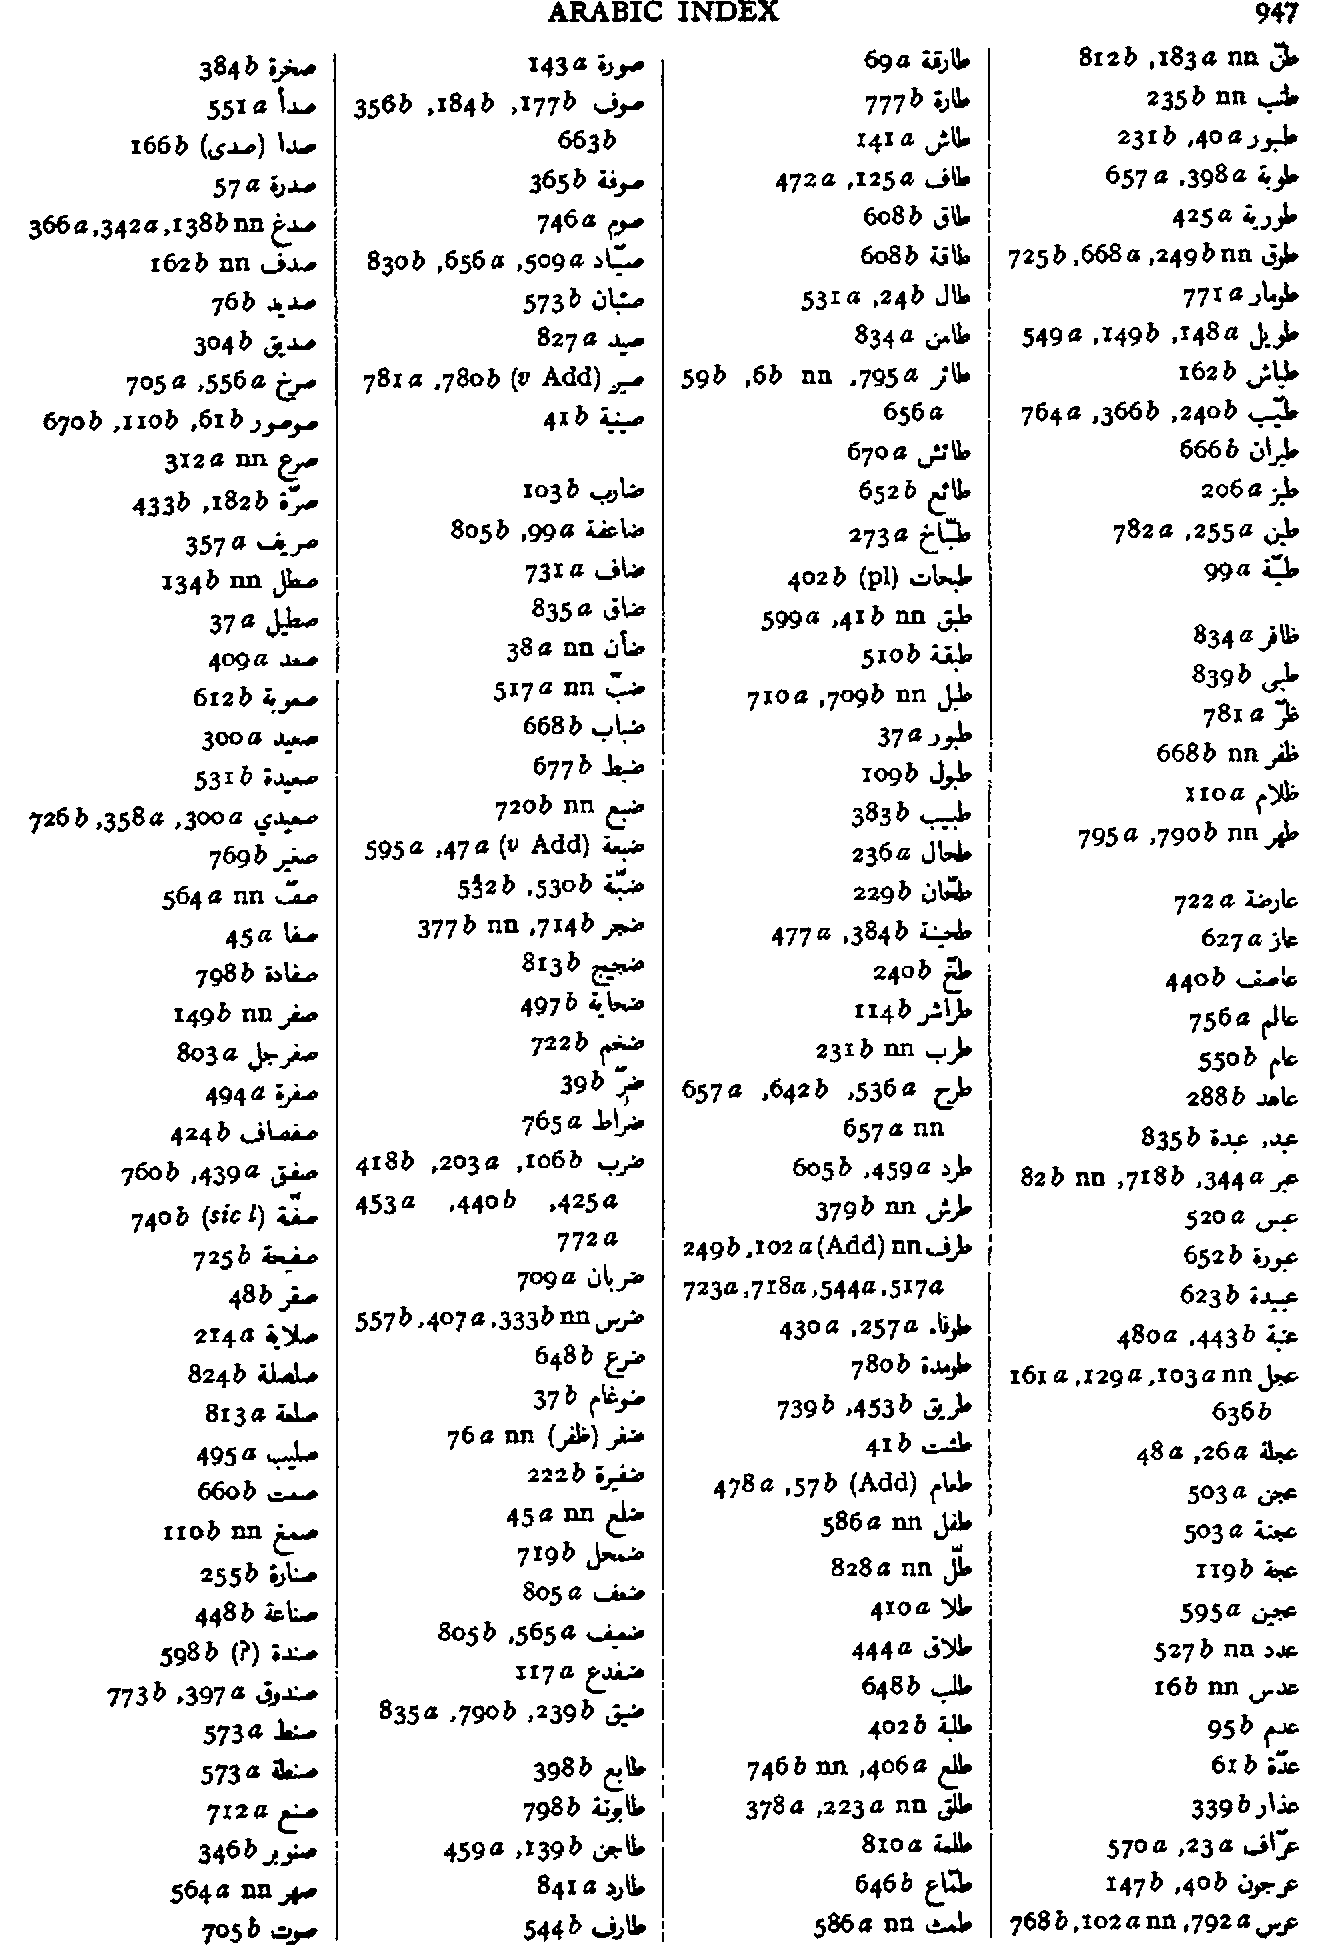 ARABIC INDEX 947
صخرة 384b
صدأ 551a
صدا (صدى) 166b
صدرة 57a
صدغ 138b nn, 342a, 366a
صدف 162b nn
صديد 76b
صديق 304b
صرخ 556a, 705a
صوصور 61b, 110b, 670b
صرع 312a nn
صرّة 182b, 433b
صريف 357a
صطل 134b nn
صطيل 37a
صعد 409a
صعوبة 612b
صعيد 300a
صعيدة 531b
صعيدي 300a, 358a, 726b
صغير 769b
صفّ 564a nn
صفا 45a
صفادة 798b
صفر 149b nn
صفرجل 803a
صفرة 494a
صفصاف 424b
صفق 439a, 760b
صفّة (sic l) 740b
صفيحة 725b
صقر 48b
صلاية 214a
صلصلة 824b
صلعة 813a
صليب 495a
صمت 660b
صمغ 110b nn
صنارة 255b
صناعة 448b
صندة (?) 598b
صندوق 397a, 773b
صنط 573a
صنطة 573a
صنع 712a
صنوبر 346b
صهر 564a nn
صوت 705b
صورة 143a
صوف 177b, 184b, 356b,
663b
صوفة 365b
صوم 746a
صيّاد 509a, 656a, 830b
صئبان 573b
صيد 827a
صير (v Add) 780b, 781a
صينية 41b
ضارب 103b
ضاعفة 99a, 805b
ضاف 731a
ضاق 835a
ضأن 38a nn
ضبّ 517a nn
ضباب 668b
ضبط 677b
ضبع 720b nn
ضبعة (v Add) 47a, 595a
ضبّة 530b, 532b
ضجر 714b, 377b nn
ضجيج 813b
ضحاية 497b
ضخم 722b
ضرّ 39b
ضراط 765a
ضرب 106b, 203a, 418b
425a, 440b, 453a
772a
ضربان 709a
ضرس 333b nn, 407a, 557b
ضرع 648b
ضوغام 37b
ضفر (ظفر) 76a nn
ضفيرة 222b
ضلع 45a nn
ضمحل 719b
ضعف 805a
ضعيف 565a, 805b
ضفدع 117a
ضيق 239b, 790b, 835a
طابع 398b
طابونة 798b
طاجن 139b, 459a
طارد 841a
طارف 544b
طارقة 69a
طارة 777b
طاش 141a
طاف 125a, 472a
طاق 608b
طاقة 608b
طال 24b, 531a
طامن 834a
طائر 795a, 6b nn, 59b
656a
طائش 670a
طائع 652b
طبّاخ 273a
طبحات (pl) 402b
طبق 41b nn, 599a
طبقة 510b
طبل 709b nn, 710a
طبور 37a
طبول 109b
طبيب 383b
طحال 236a
طحّان 229b
طحينة 384b, 477a
طخّ 240b
طراشر 114b
طرب 231b nn
طرح 536a, 642b, 657a
657a nn
طرد 459a, 605b
طرش 379b nn
طرف nn (Add) 102a, 249b
517a, 544a, 718a, 723a
طرفاء 257a, 430a
طرمدة 780b
طريق 453b, 739b
طشت 41b
طعام (Add) 57b, 478a
طفل 586a nn
طلّ 828a nn
طلا 410a
طلاق 444a
طلب 648b
طلبة 402b
طلع 406a, 746b nn
طلق 223a nn, 378a
طلمة 810a
طمّاع 646b
طمث 586a nn
طنّ 183a nn, 812b
طنب 235b nn
طنبور 40a, 231b
طوبة 398a, 657a
طورية 425a
طوق 249b nn, 668a, 725b
طومار 771a
طويل 148a, 149b, 549a
طياش 162b
طيّب 240b, 366b, 764a
طيران 666b
طيز 206a
طين 255a, 782a
طيّة 99a
ظافر 834a
ظبى 839b
ظرّ 781a
ظفر 668b nn
ظلام 110a
ظهر 790b nn, 795a
عارضة 722a
عاز 627a
عاصف 440b
عالم 756a
عام 550b
عاهد 288b
عبد, عبدة 835b
عبر 344a, 718b, 82b nn
عبس 520a
عبورة 652b
عبيدة 623b
عتبة 443b, 480a
عجل 103a nn, 129a, 161a
636b
عجلة 26a, 48a
عجن 503a
عجنة 503a
عجة 119b
عجين 595a
عدد 527b nn
عدس 16b nn
عدم 95b
عدّة 61b
عذار 339b
عرّاف 23a, 570a
عرجون 40b, 147b
عرس 792a, 102a nn, 768b